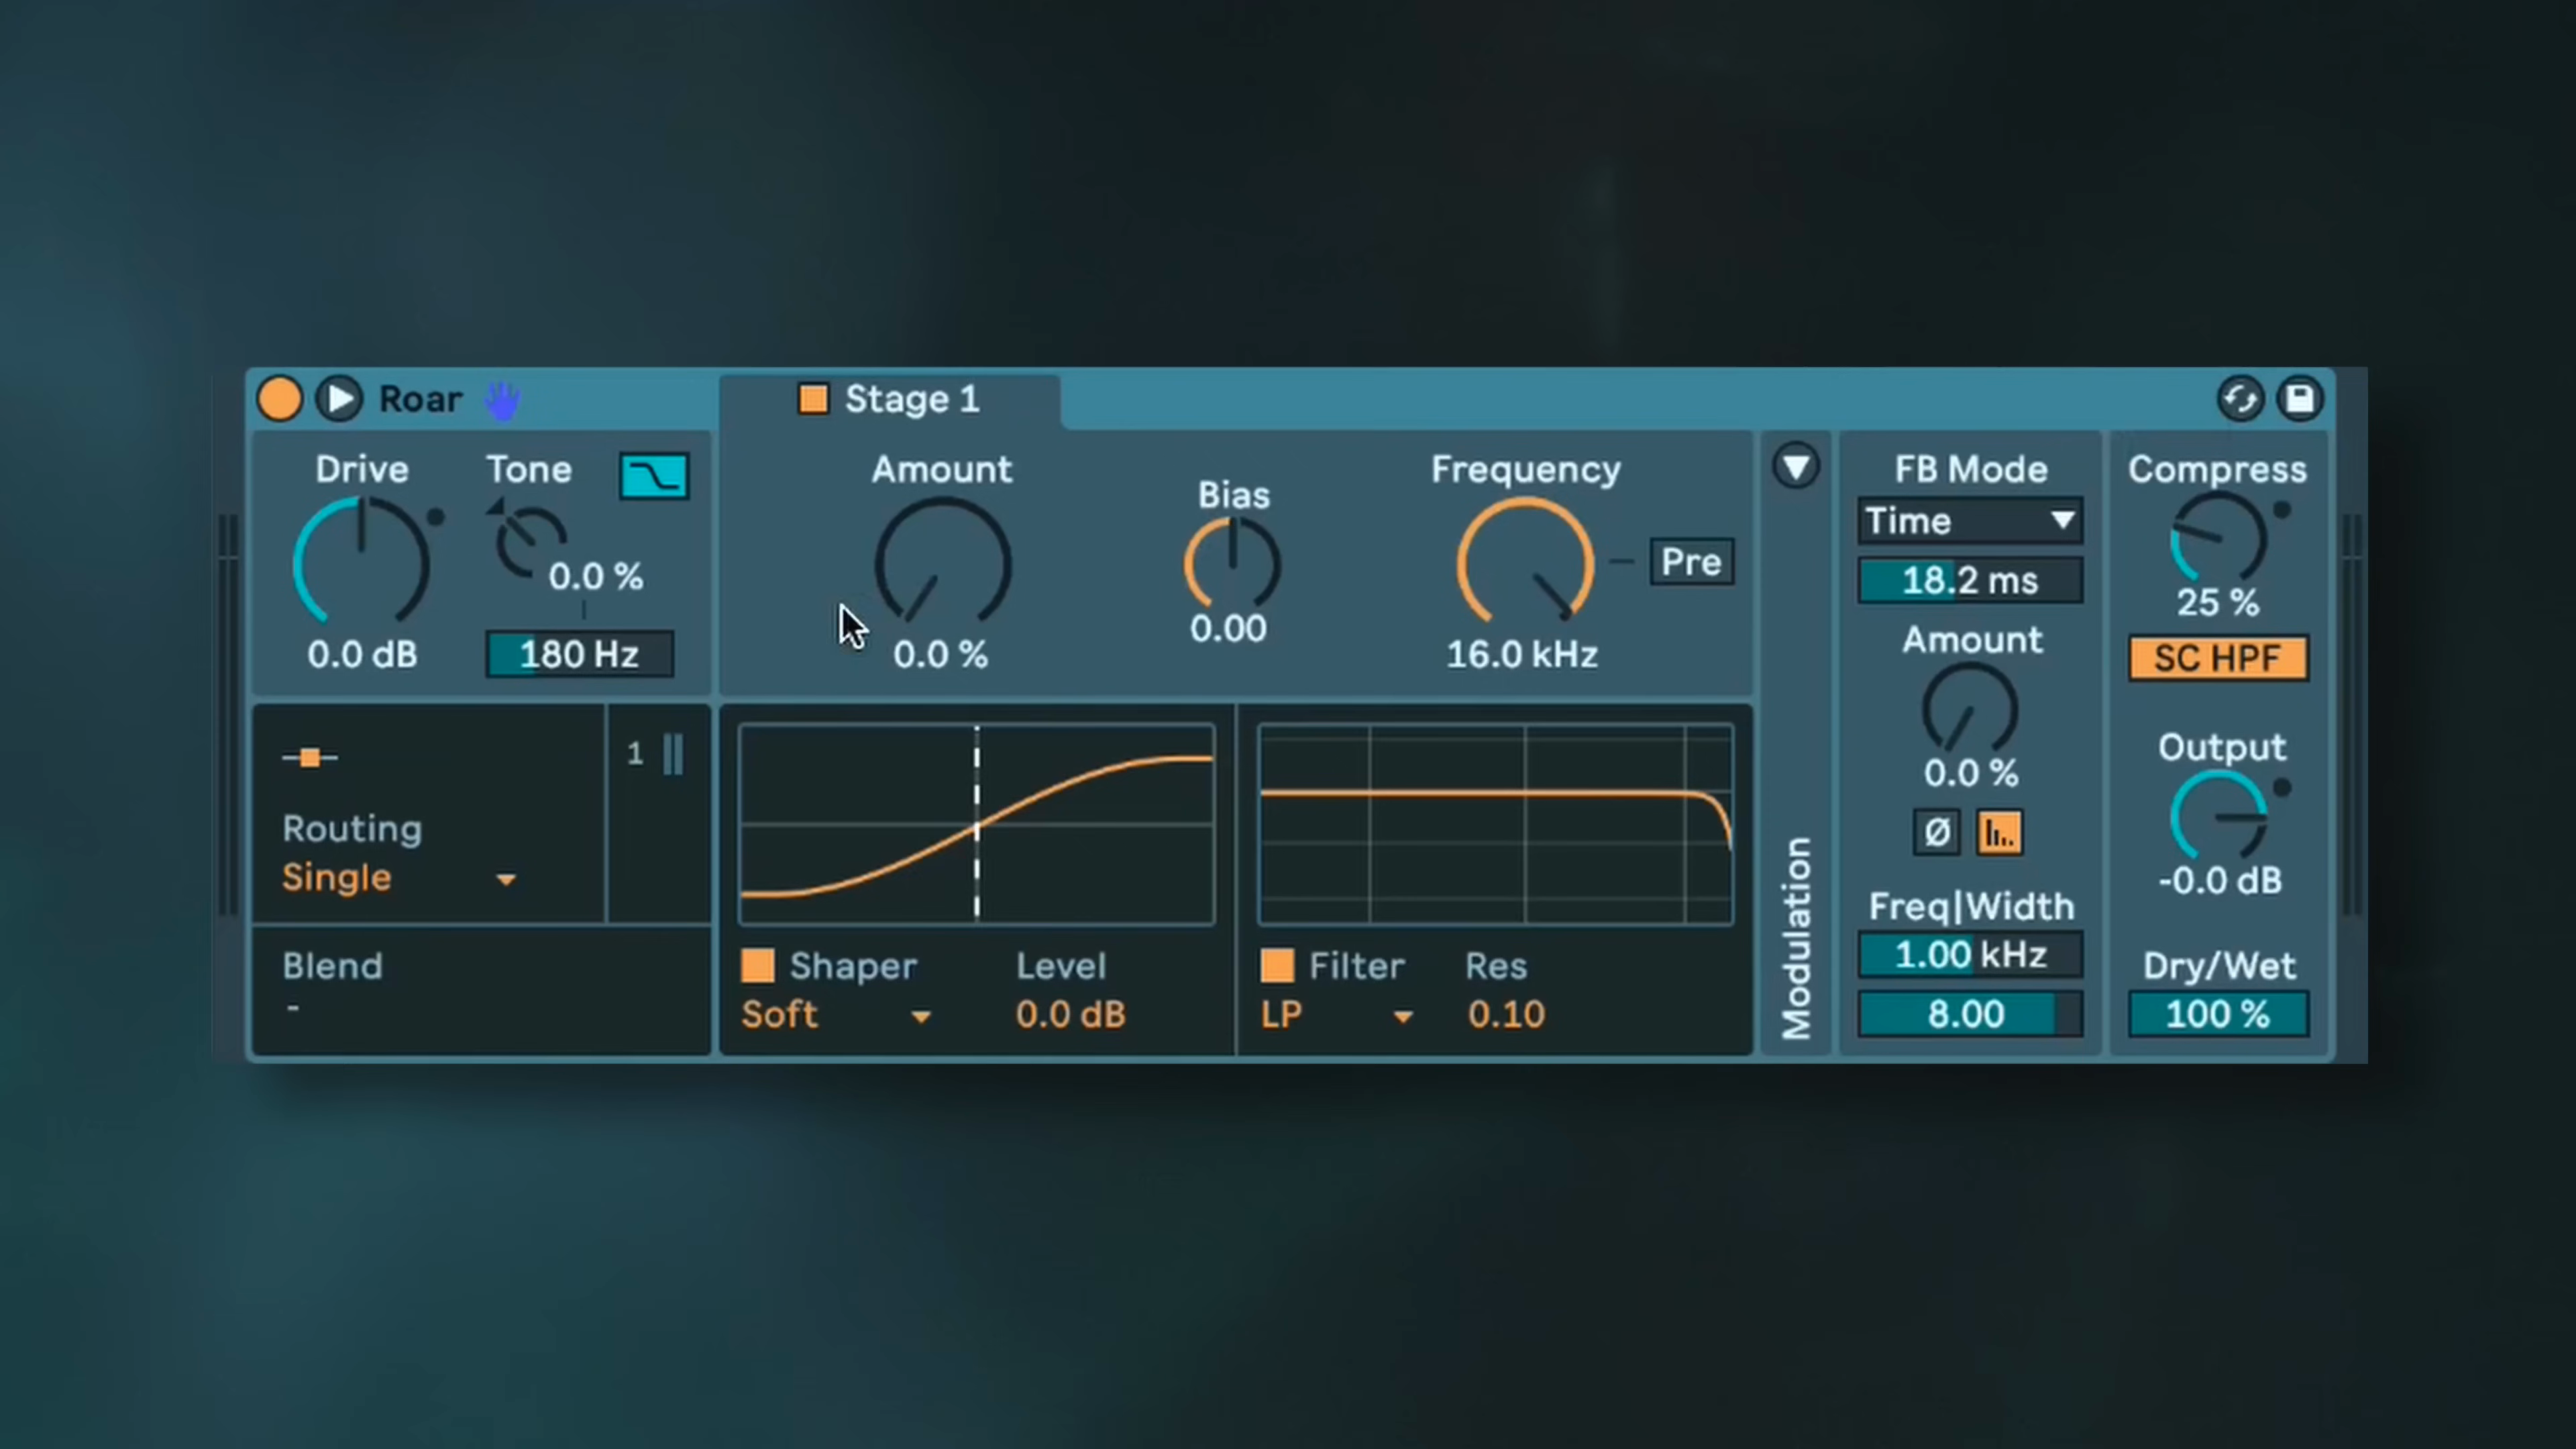 Roar
Stage 1
Drive
0.0 dB
Tone
0.0 %
180 Hz
Amount
0.0 %
Bias
0.00
Frequency
16.0 kHz
Pre
1
Routing
Single
Blend
-
Shaper
Soft
Level
0.0 dB
Filter
LP
Res
0.10
Modulation
FB Mode
Time
18.2 ms
Amount
0.0 %
Ø
Freq|Width
1.00 kHz
8.00
Compress
25 %
SC HPF
Output
-0.0 dB
Dry/Wet
100 %